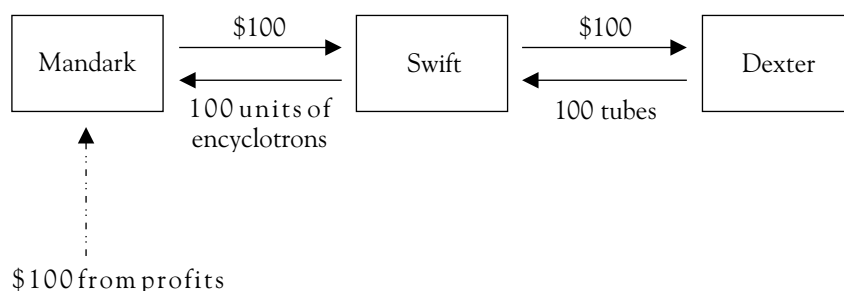 $100
$100
Mandark
Swift
Dexter
100 units of
encyclotrons
100 tubes
$100 from profits